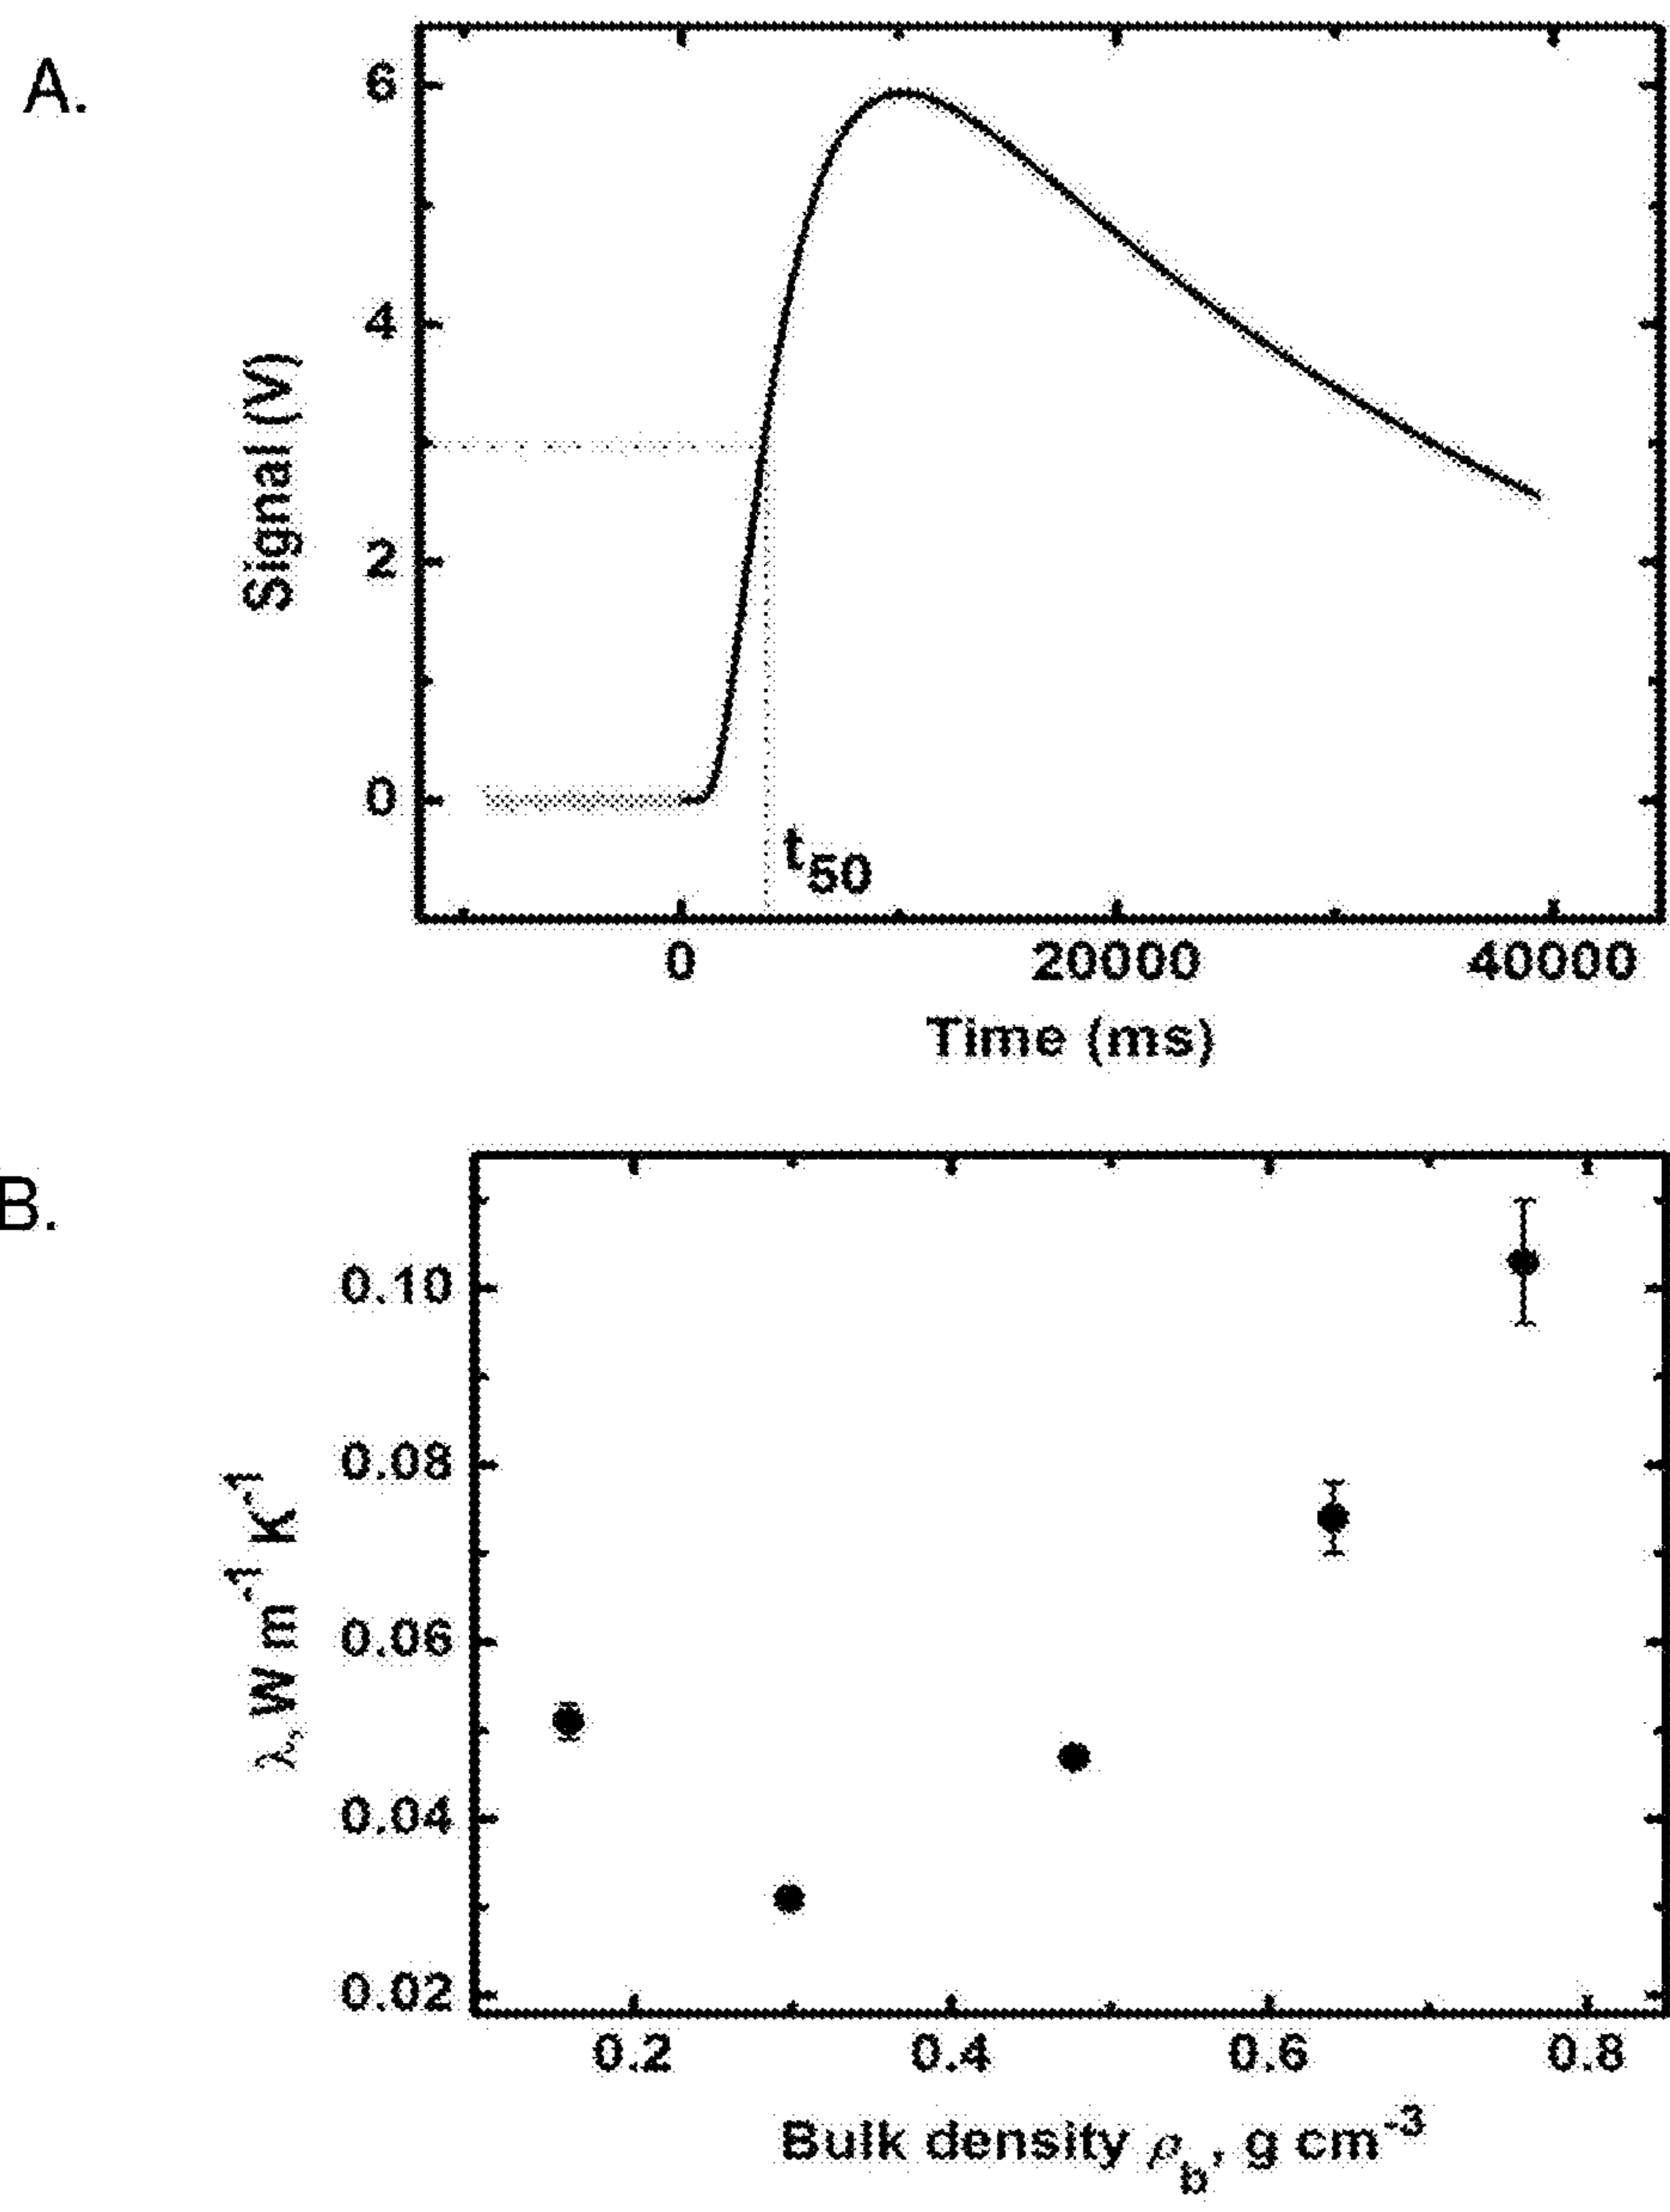 A.
6
4
2
0
Signal (V)
t50
0 20000 40000
Time (ms)
B.
0.10
0.08
0.06
0.04
0.02
λ, W m-1 K-1
0.2 0.4 0.6 0.8
Bulk density ρb, g cm-3